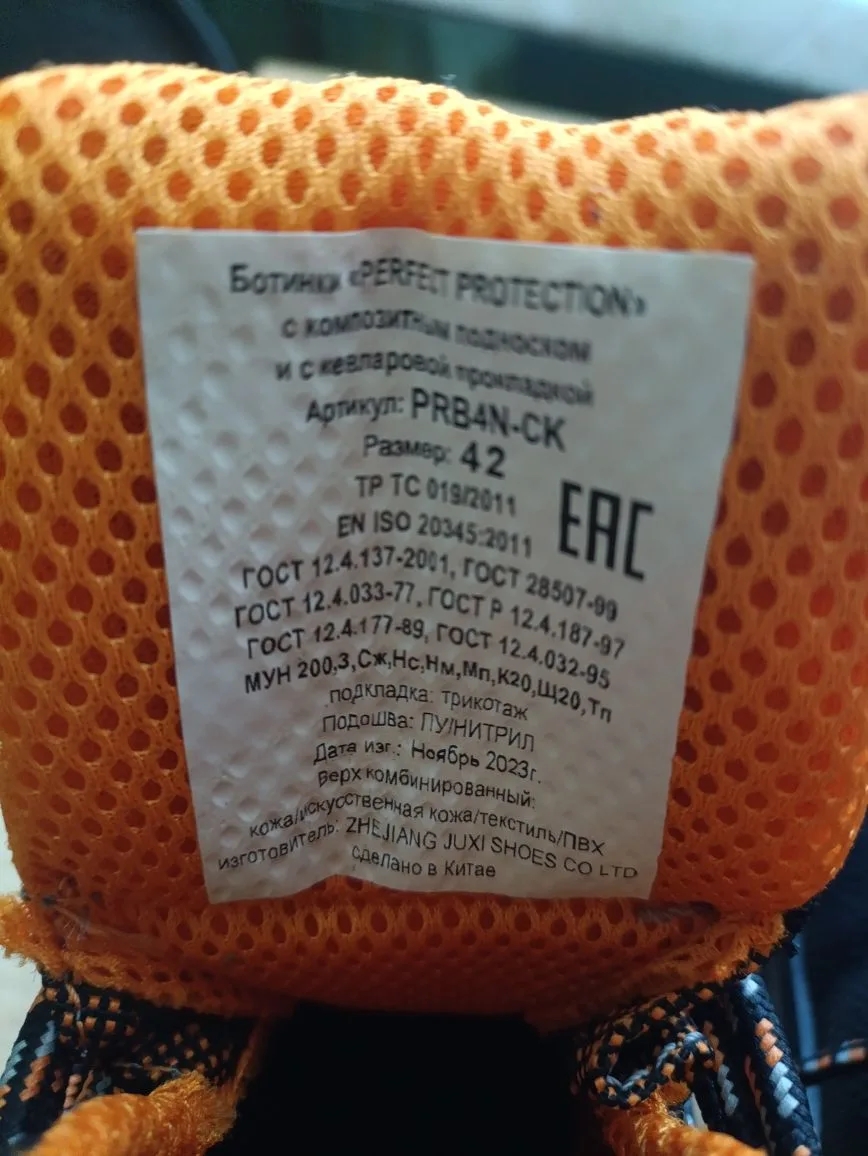 Ботинки «PERFECT PROTECTION»
с композитным подноском
и с кевларовой прокладкой
Артикул: PRB4N-CK
Размер: 42
ТР ТС 019/2011
EN ISO 20345:2011
EAC
ГОСТ 12.4.137-2001, ГОСТ 28507-99
ГОСТ 12.4.033-77, ГОСТ Р 12.4.187-97
ГОСТ 12.4.177-89, ГОСТ 12.4.032-95
МУН 200,З,Сж,Нс,Нм,Мп,К20,Щ20,Тп
подкладка: трикотаж
Подошва: ПУ/НИТРИЛ
Дата изг.: Ноябрь 2023г.
Верх комбинированный:
кожа/искусственная кожа/текстиль/ПВХ
изготовитель: ZHEJIANG JUXI SHOES CO LTD
сделано в Китае